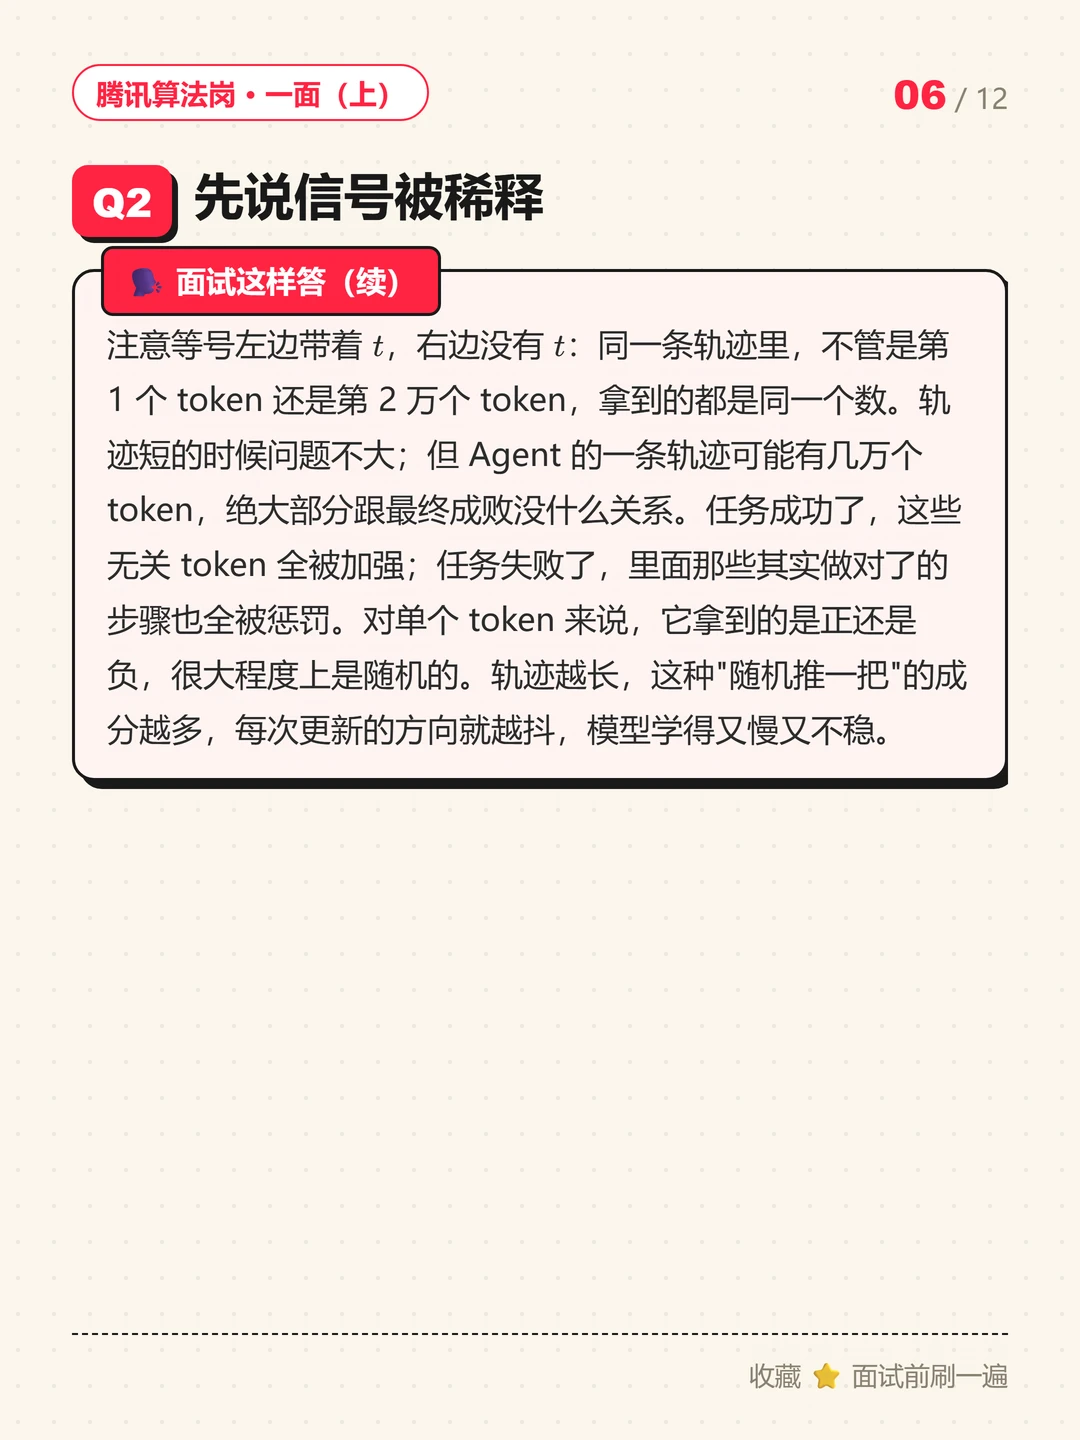 腾讯算法岗·一面（上）
06 / 12
Q2 先说信号被稀释
面试这样答（续）
注意等号左边带着 t，右边没有 t：同一条轨迹里，不管是第
1 个 token 还是第 2 万个 token，拿到的都是同一个数。轨
迹短的时候问题不大；但 Agent 的一条轨迹可能有几万个
token，绝大部分跟最终成败没什么关系。任务成功了，这些
无关 token 全被加强；任务失败了，里面那些其实做对了的
步骤也全被惩罚。对单个 token 来说，它拿到的是正还是
负，很大程度上是随机的。轨迹越长，这种"随机推一把"的成
分越多，每次更新的方向就越抖，模型学得又慢又不稳。
收藏 ⭐ 面试前刷一遍